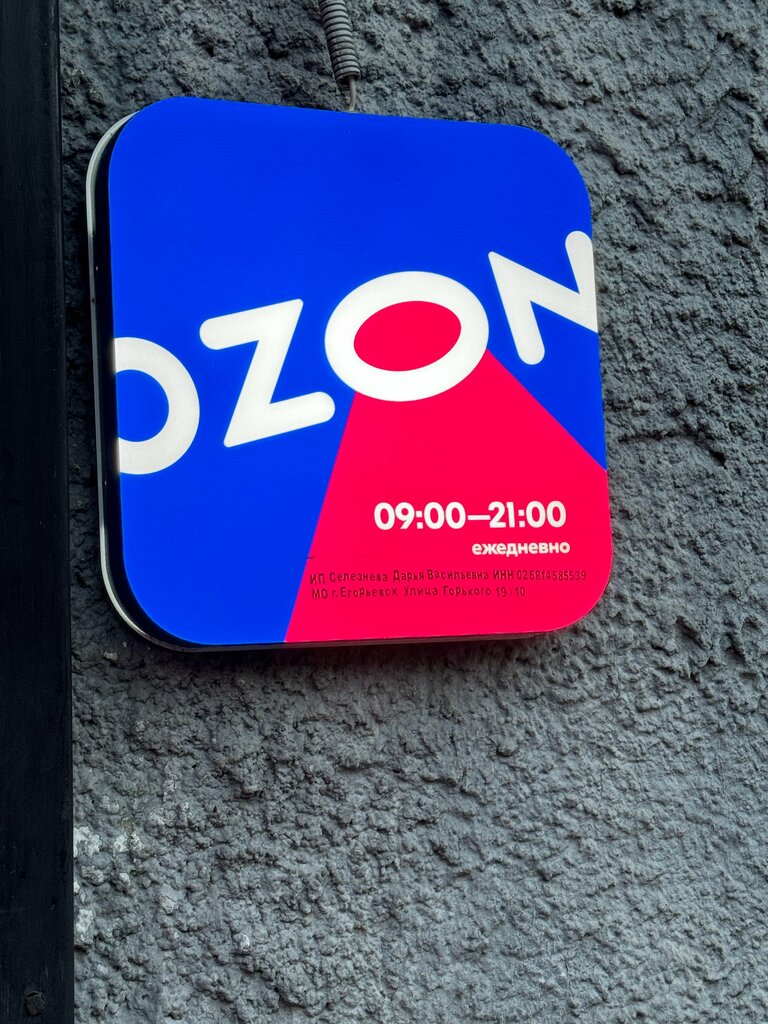 OZON
09:00—21:00
ежедневно
ИП Селезнева Дарья Васильевна ИНН 026814585539
МО г. Егорьевск Улица Горького 19/10